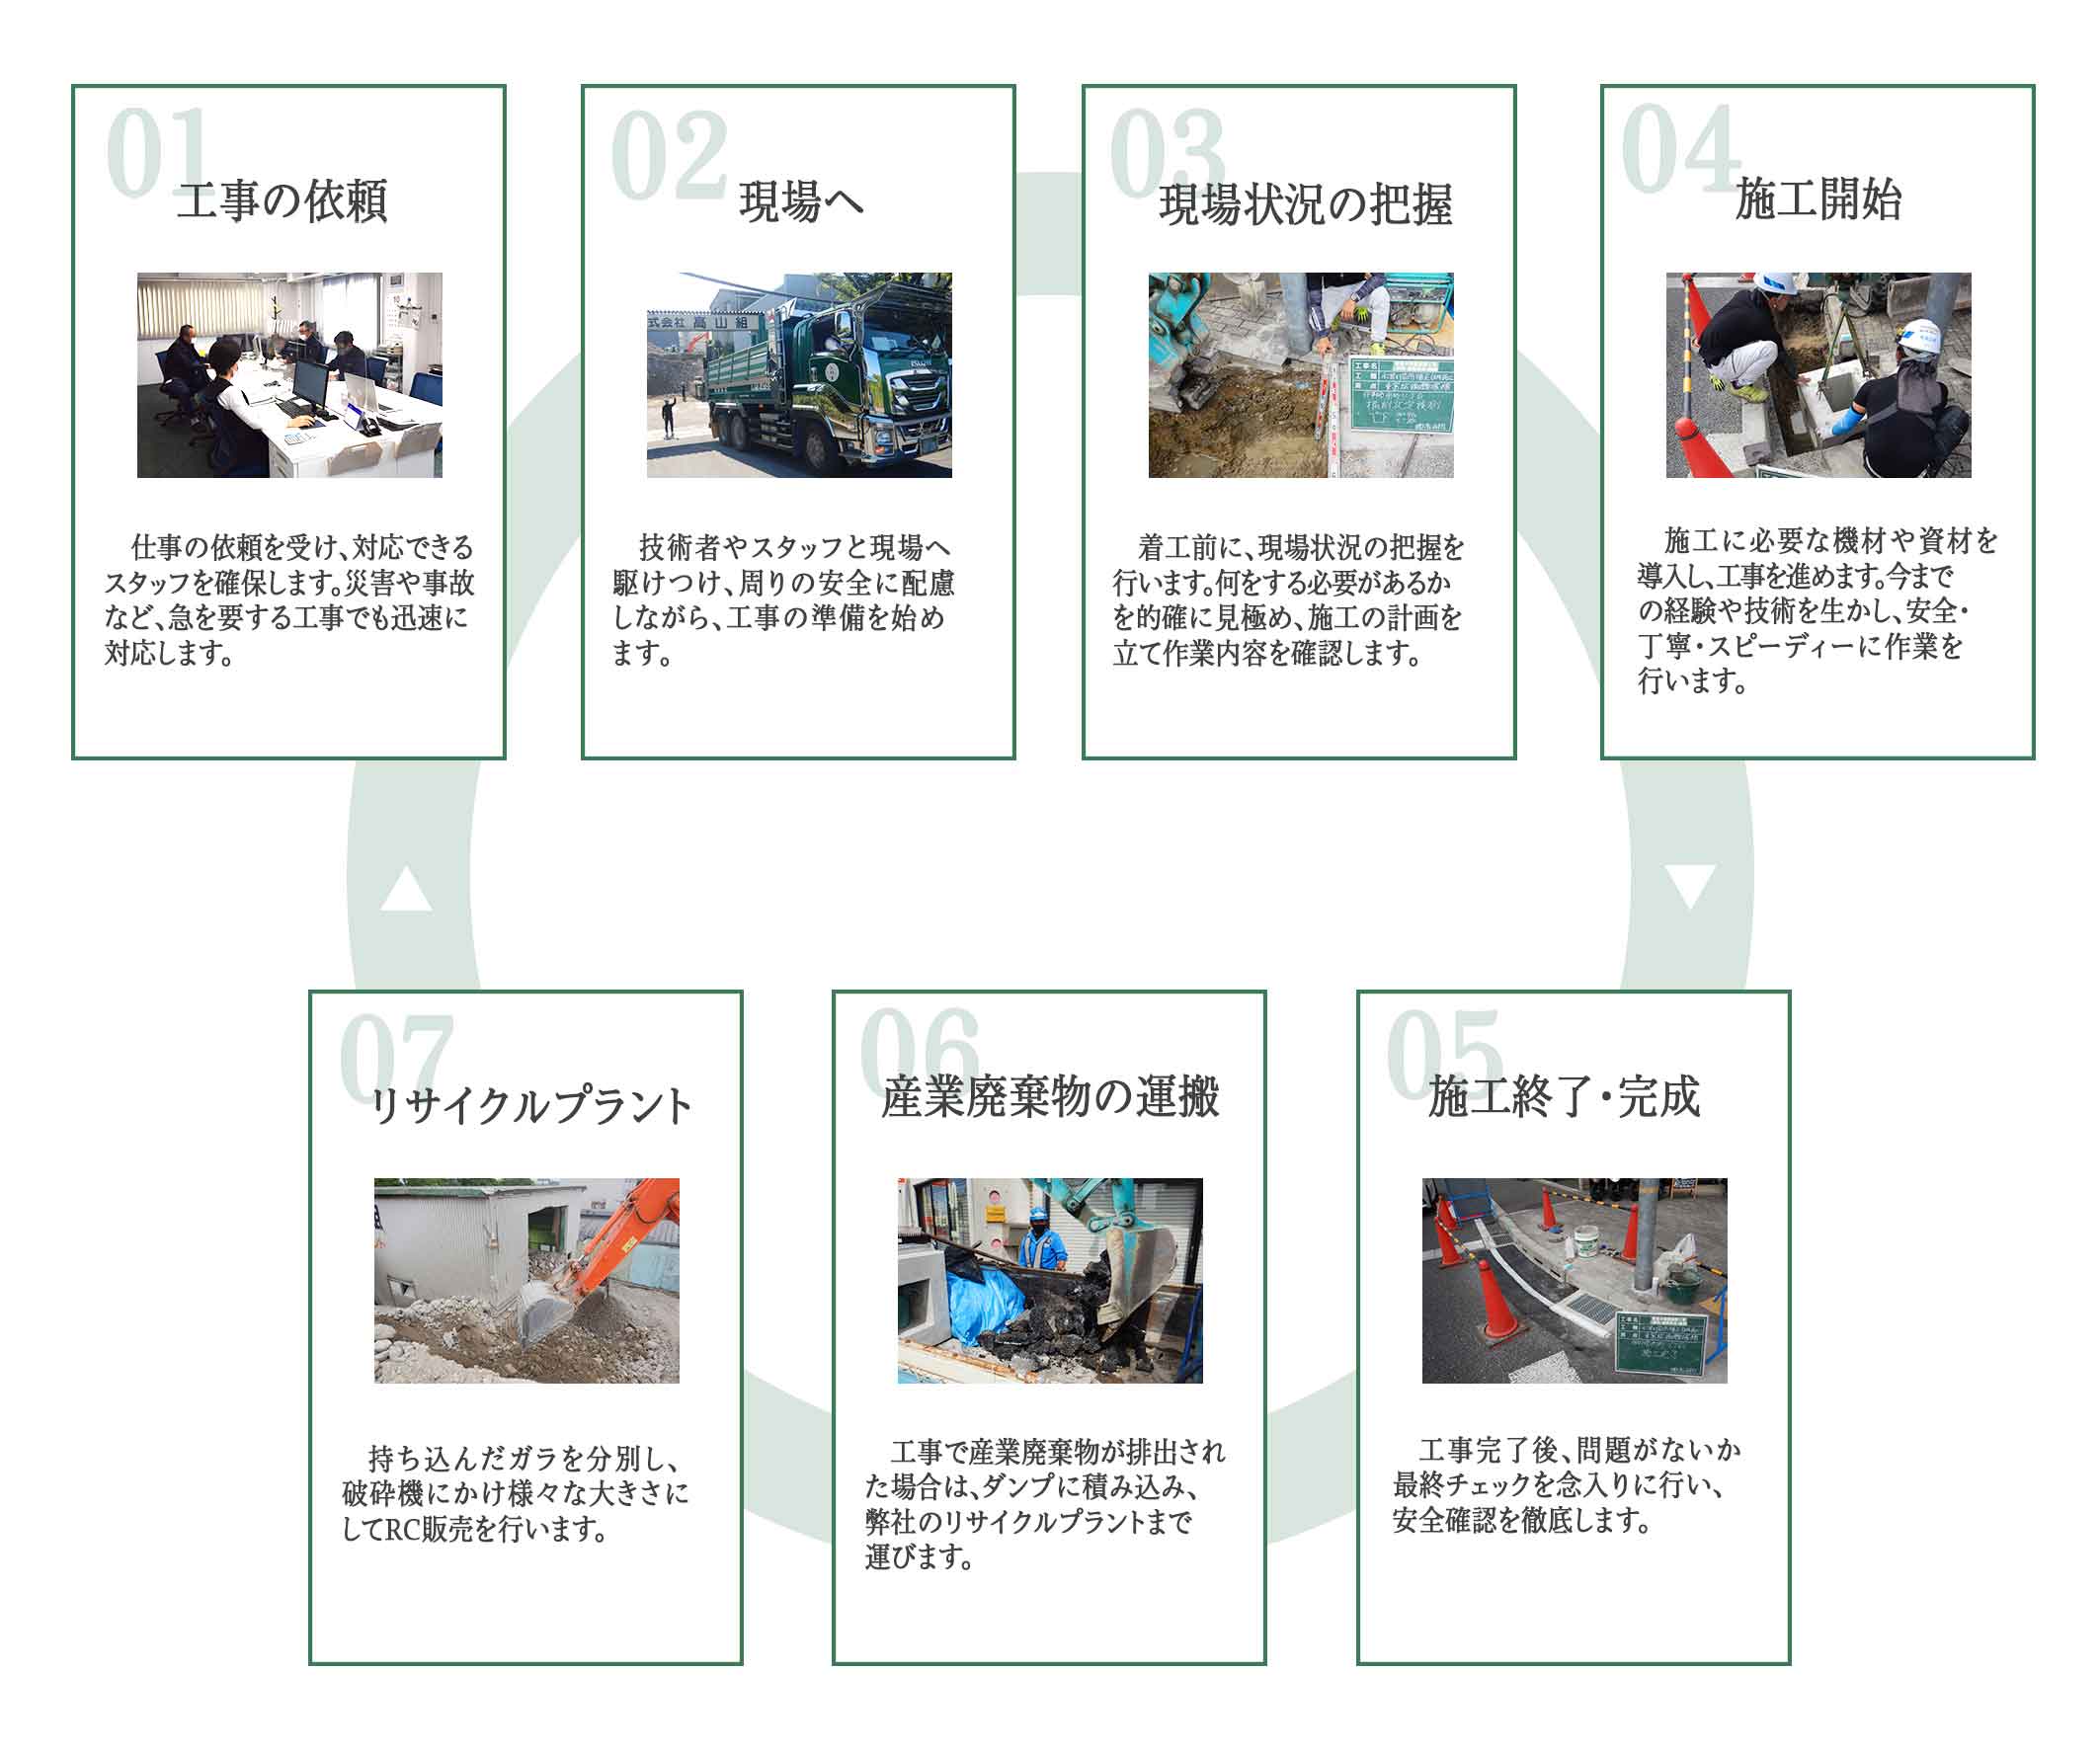 01
工事の依頼
仕事の依頼を受け、対応できる
スタッフを確保します。災害や事故
など、急を要する工事でも迅速に
対応します。
02
現場へ
式会社 高山組
技術者やスタッフと現場へ
駆けつけ、周りの安全に配慮
しながら、工事の準備を始め
ます。
03
現場状況の把握
工事名
工種
着工前に、現場状況の把握を
行います。何をする必要があるか
を的確に見極め、施工の計画を
立て作業内容を確認します。
04
施工開始
施工に必要な機材や資材を
導入し、工事を進めます。今まで
の経験や技術を生かし、安全・
丁寧・スピーディーに作業を
行います。
05
施工終了・完成
工事名
工事完了後、問題がないか
最終チェックを念入りに行い、
安全確認を徹底します。
06
産業廃棄物の運搬
工事で産業廃棄物が排出され
た場合は、ダンプに積み込み、
弊社のリサイクルプラントまで
運びます。
07
リサイクルプラント
持ち込んだガラを分別し、
破砕機にかけ様々な大きさに
してRC販売を行います。